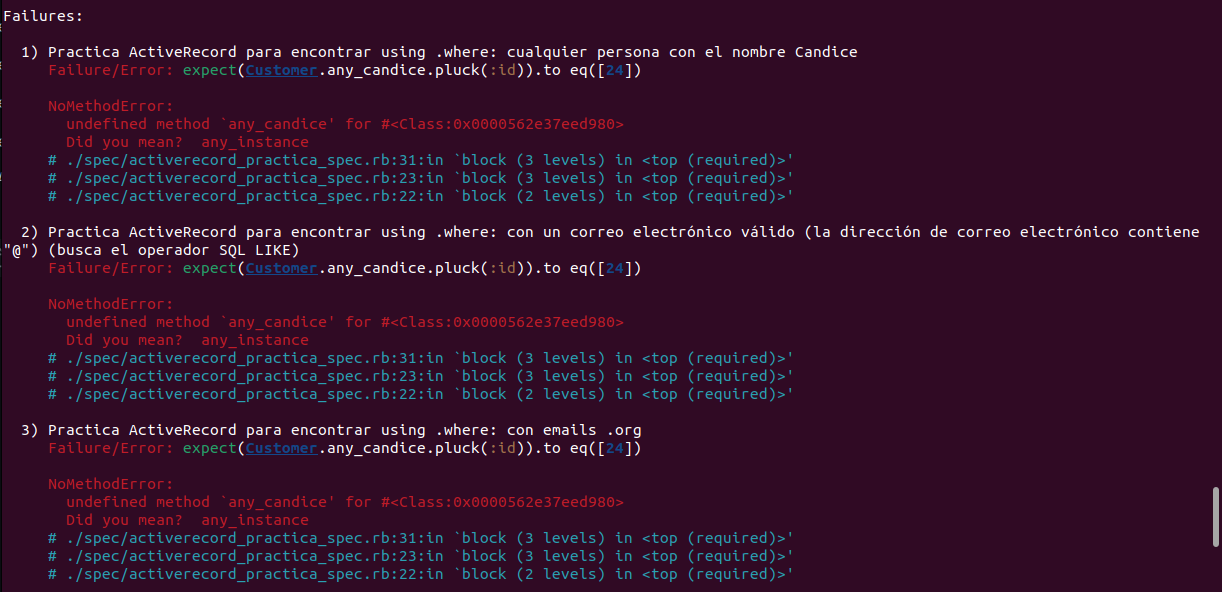 Failures:
1) Practica ActiveRecord para encontrar using .where: cualquier persona con el nombre Candice
Failure/Error: expect(Customer.any_candice.pluck(:id)).to eq([24])
NoMethodError:
undefined method `any_candice' for #<Class:0x0000562e37eed980>
Did you mean?  any_instance
# ./spec/activerecord_practica_spec.rb:31:in `block (3 levels) in <top (required)>'
# ./spec/activerecord_practica_spec.rb:23:in `block (3 levels) in <top (required)>'
# ./spec/activerecord_practica_spec.rb:22:in `block (2 levels) in <top (required)>'
2) Practica ActiveRecord para encontrar using .where: con un correo electrónico válido (la dirección de correo electrónico contiene
"@") (busca el operador SQL LIKE)
Failure/Error: expect(Customer.any_candice.pluck(:id)).to eq([24])
NoMethodError:
undefined method `any_candice' for #<Class:0x0000562e37eed980>
Did you mean?  any_instance
# ./spec/activerecord_practica_spec.rb:31:in `block (3 levels) in <top (required)>'
# ./spec/activerecord_practica_spec.rb:23:in `block (3 levels) in <top (required)>'
# ./spec/activerecord_practica_spec.rb:22:in `block (2 levels) in <top (required)>'
3) Practica ActiveRecord para encontrar using .where: con emails .org
Failure/Error: expect(Customer.any_candice.pluck(:id)).to eq([24])
NoMethodError:
undefined method `any_candice' for #<Class:0x0000562e37eed980>
Did you mean?  any_instance
# ./spec/activerecord_practica_spec.rb:31:in `block (3 levels) in <top (required)>'
# ./spec/activerecord_practica_spec.rb:23:in `block (3 levels) in <top (required)>'
# ./spec/activerecord_practica_spec.rb:22:in `block (2 levels) in <top (required)>'